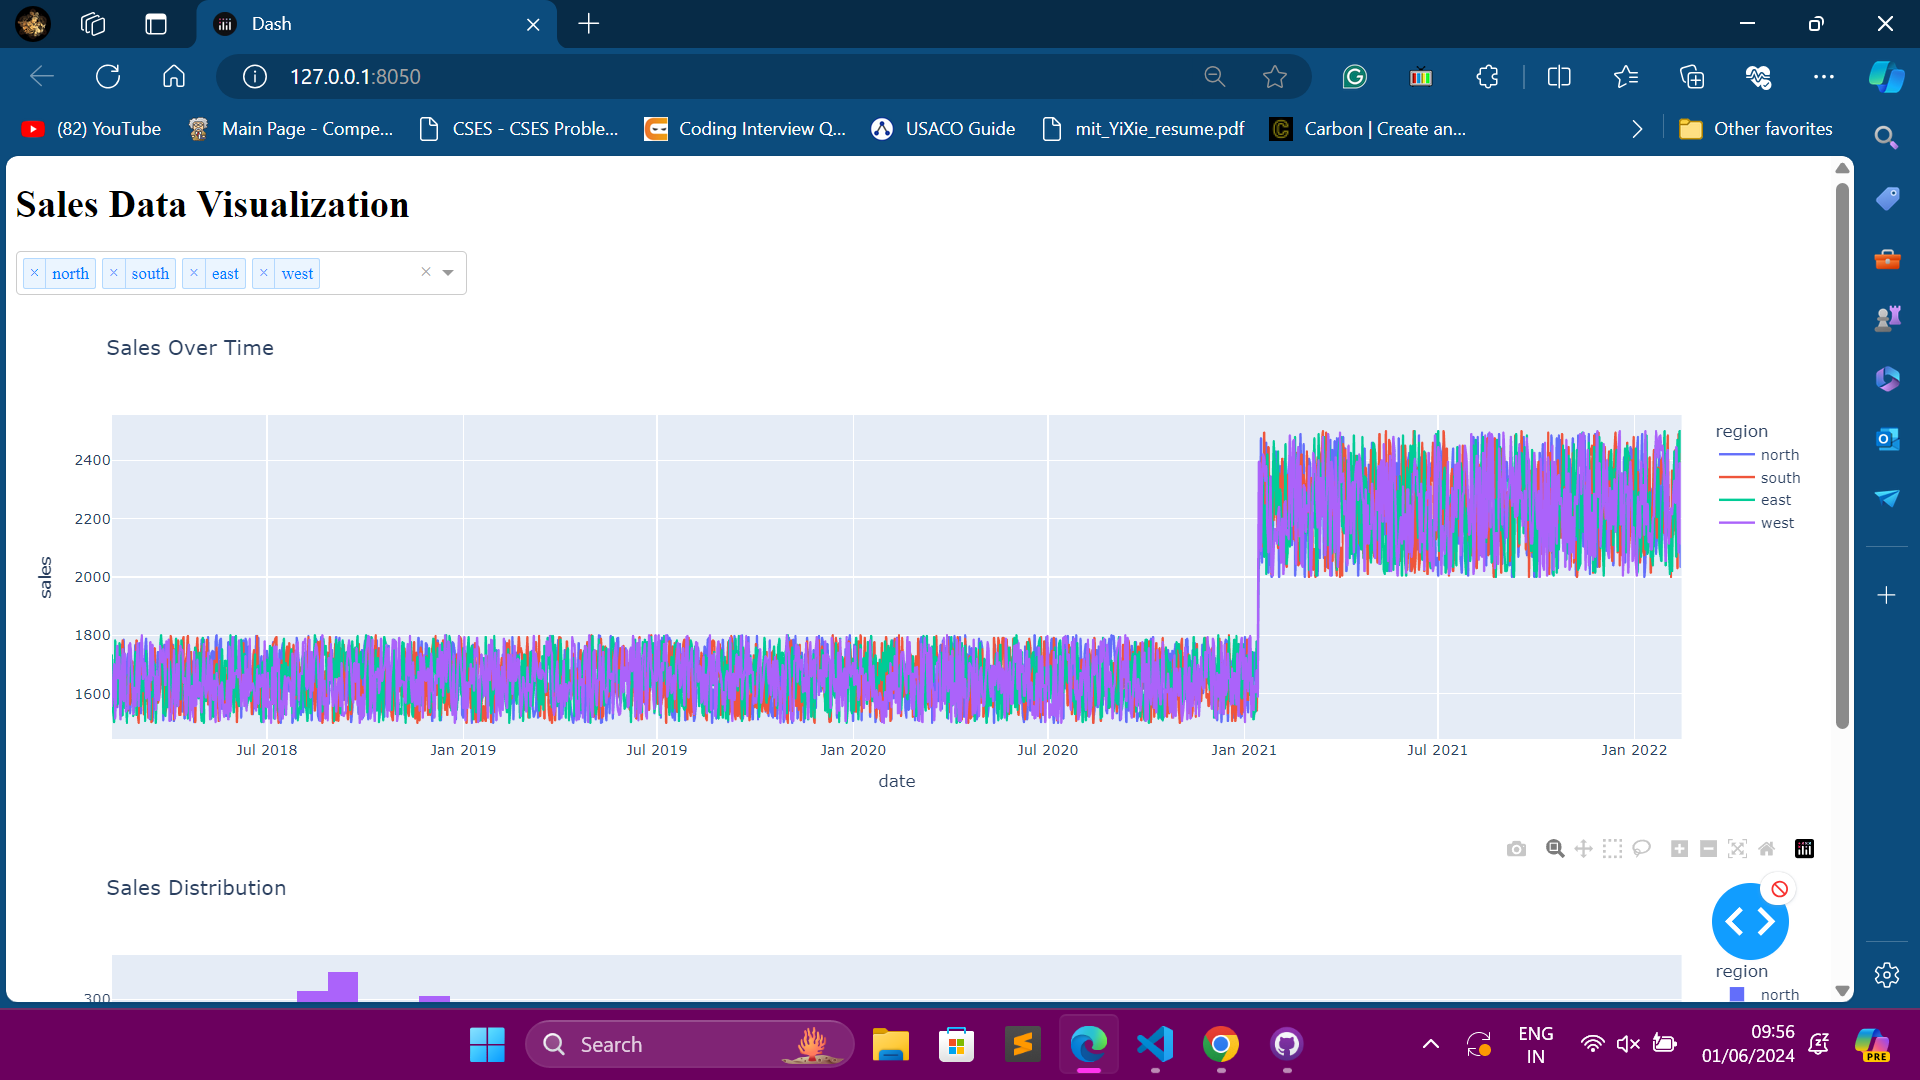 Dash
127.0.0.1:8050
(82) YouTube
Main Page - Compe...
CSES - CSES Proble...
Coding Interview Q...
USACO Guide
mit_YiXie_resume.pdf
Carbon | Create an...
Other favorites
Sales Data Visualization
× north × south × east × west ×
Sales Over Time
region
north
south
east
west
2400
2200
2000
1800
1600
sales
Jul 2018 Jan 2019 Jul 2019 Jan 2020 Jul 2020 Jan 2021 Jul 2021 Jan 2022
date
Sales Distribution
300
region
north
Search
ENG
IN
09:56
01/06/2024
PRE